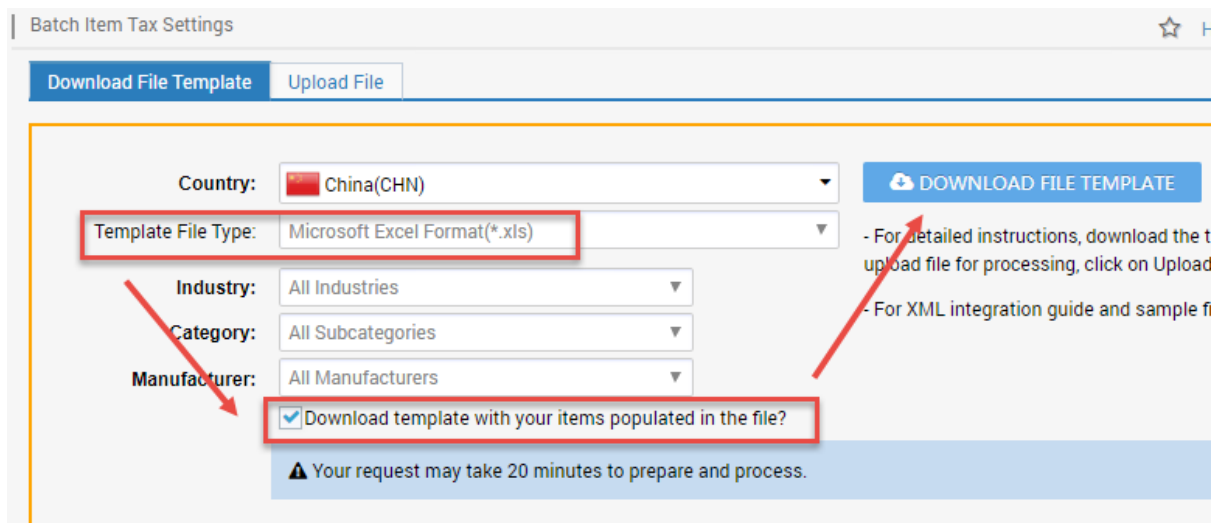 Batch Item Tax Settings
Download File Template Upload File
Country: China(CHN) DOWNLOAD FILE TEMPLATE
Template File Type: Microsoft Excel Format(*.xls)
- For detailed instructions, download the
upload file for processing, click on Upload
Industry: All Industries
- For XML integration guide and sample
Category: All Subcategories
Manufacturer: All Manufacturers
Download template with your items populated in the file?
Your request may take 20 minutes to prepare and process.